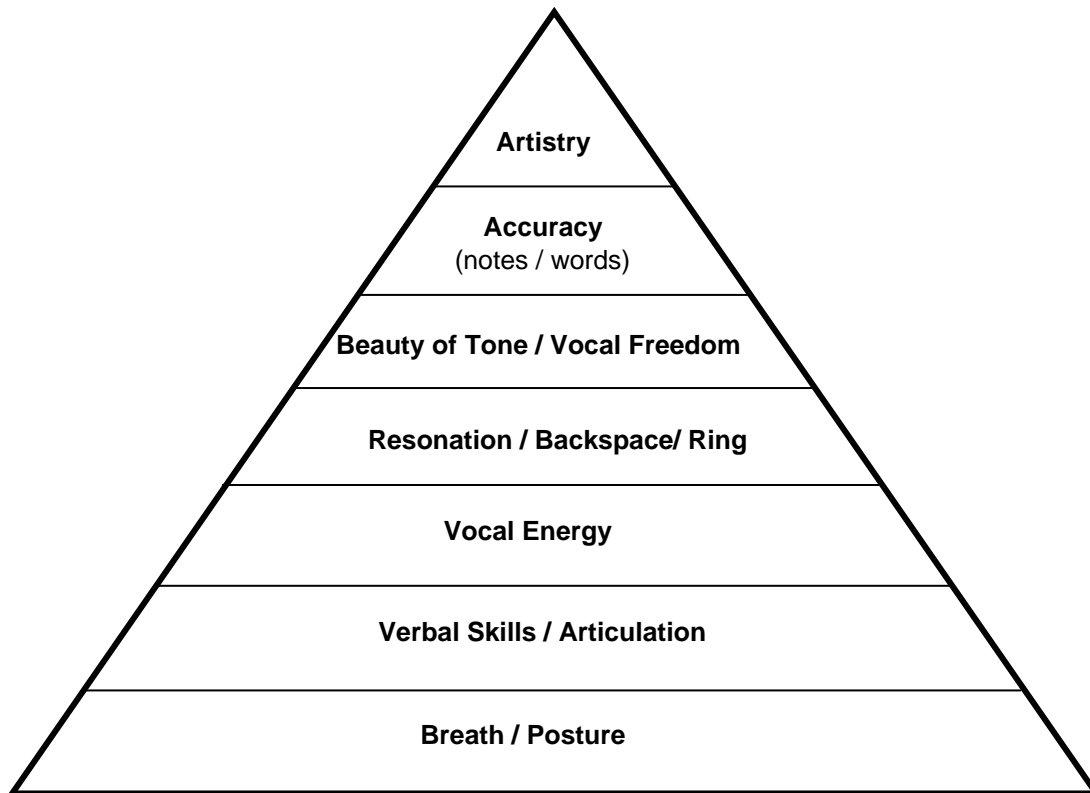 Artistry
Accuracy
(notes / words)
Beauty of Tone / Vocal Freedom
Resonation / Backspace/ Ring
Vocal Energy
Verbal Skills / Articulation
Breath / Posture